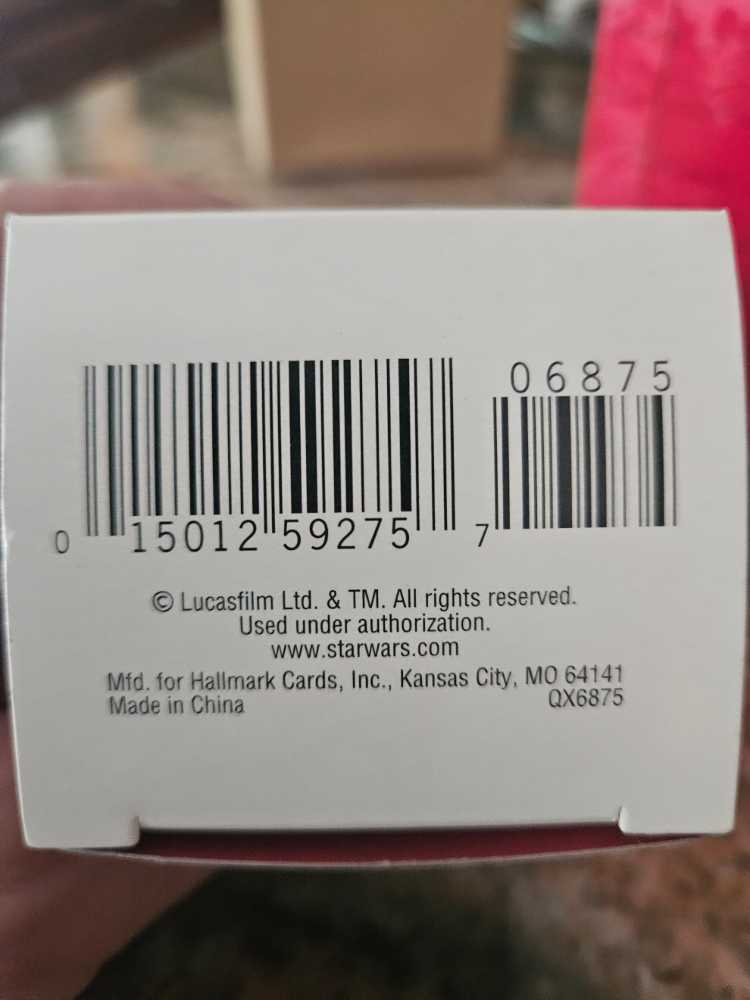 06875
0 15012 59275 7
© Lucasfilm Ltd. & TM. All rights reserved.
Used under authorization.
www.starwars.com
Mfd. for Hallmark Cards, Inc., Kansas City, MO 64141
Made in China QX6875